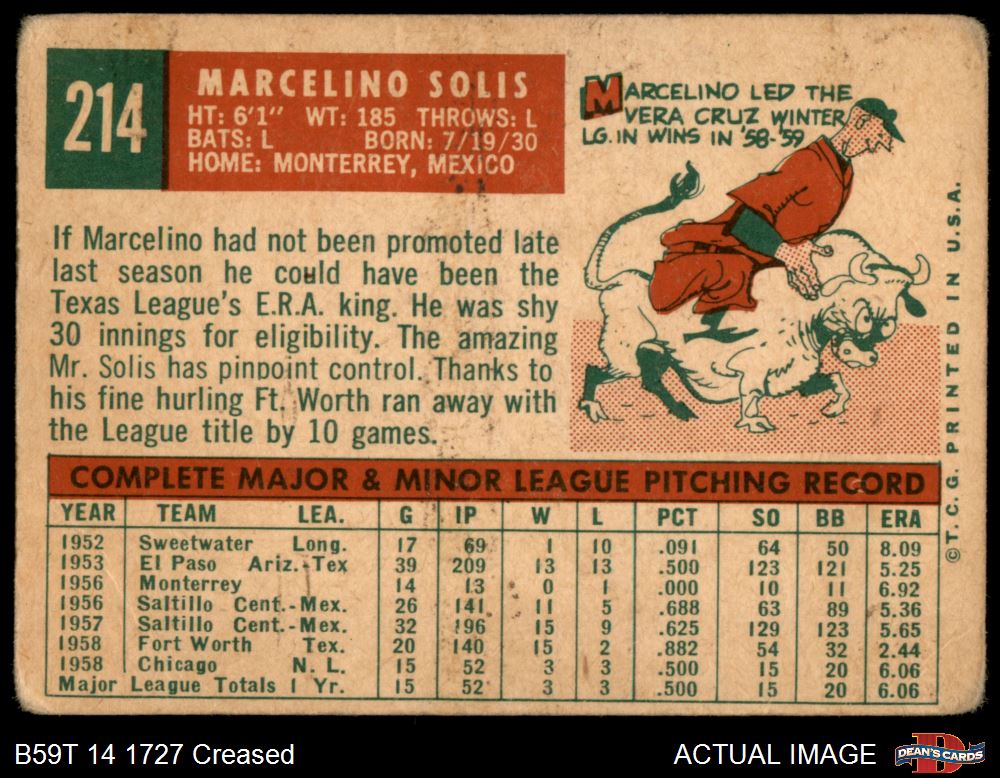 214
MARCELINO SOLIS
HT: 6'1" WT: 185 THROWS: L
BATS: L BORN: 7/19/30
HOME: MONTERREY, MEXICO
MARCELINO LED THE
VERA CRUZ WINTER
LG. IN WINS IN '58-'59
If Marcelino had not been promoted late
last season he could have been the
Texas League's E.R.A. king. He was shy
30 innings for eligibility. The amazing
Mr. Solis has pinpoint control. Thanks to
his fine hurling Ft. Worth ran away with
the League title by 10 games.
COMPLETE MAJOR & MINOR LEAGUE PITCHING RECORD
YEAR TEAM LEA. G IP W L PCT SO BB ERA
1952 Sweetwater Long. 17 69 1 10 .091 64 50 8.09
1953 El Paso Ariz.-Tex 39 209 13 13 .500 123 121 5.25
1956 Monterrey 14 13 0 1 .000 10 11 6.92
1956 Saltillo Cent.-Mex. 26 141 11 5 .688 63 89 5.36
1957 Saltillo Cent.-Mex. 32 196 15 9 .625 129 123 5.65
1958 Fort Worth Tex. 20 140 15 2 .882 54 32 2.44
1958 Chicago N. L. 15 52 3 3 .500 15 20 6.06
Major League Totals 1 Yr. 15 52 3 3 .500 15 20 6.06
©T. C. G. PRINTED IN U.S.A.
B59T 14 1727 Creased
ACTUAL IMAGE
DEAN'S CARDS